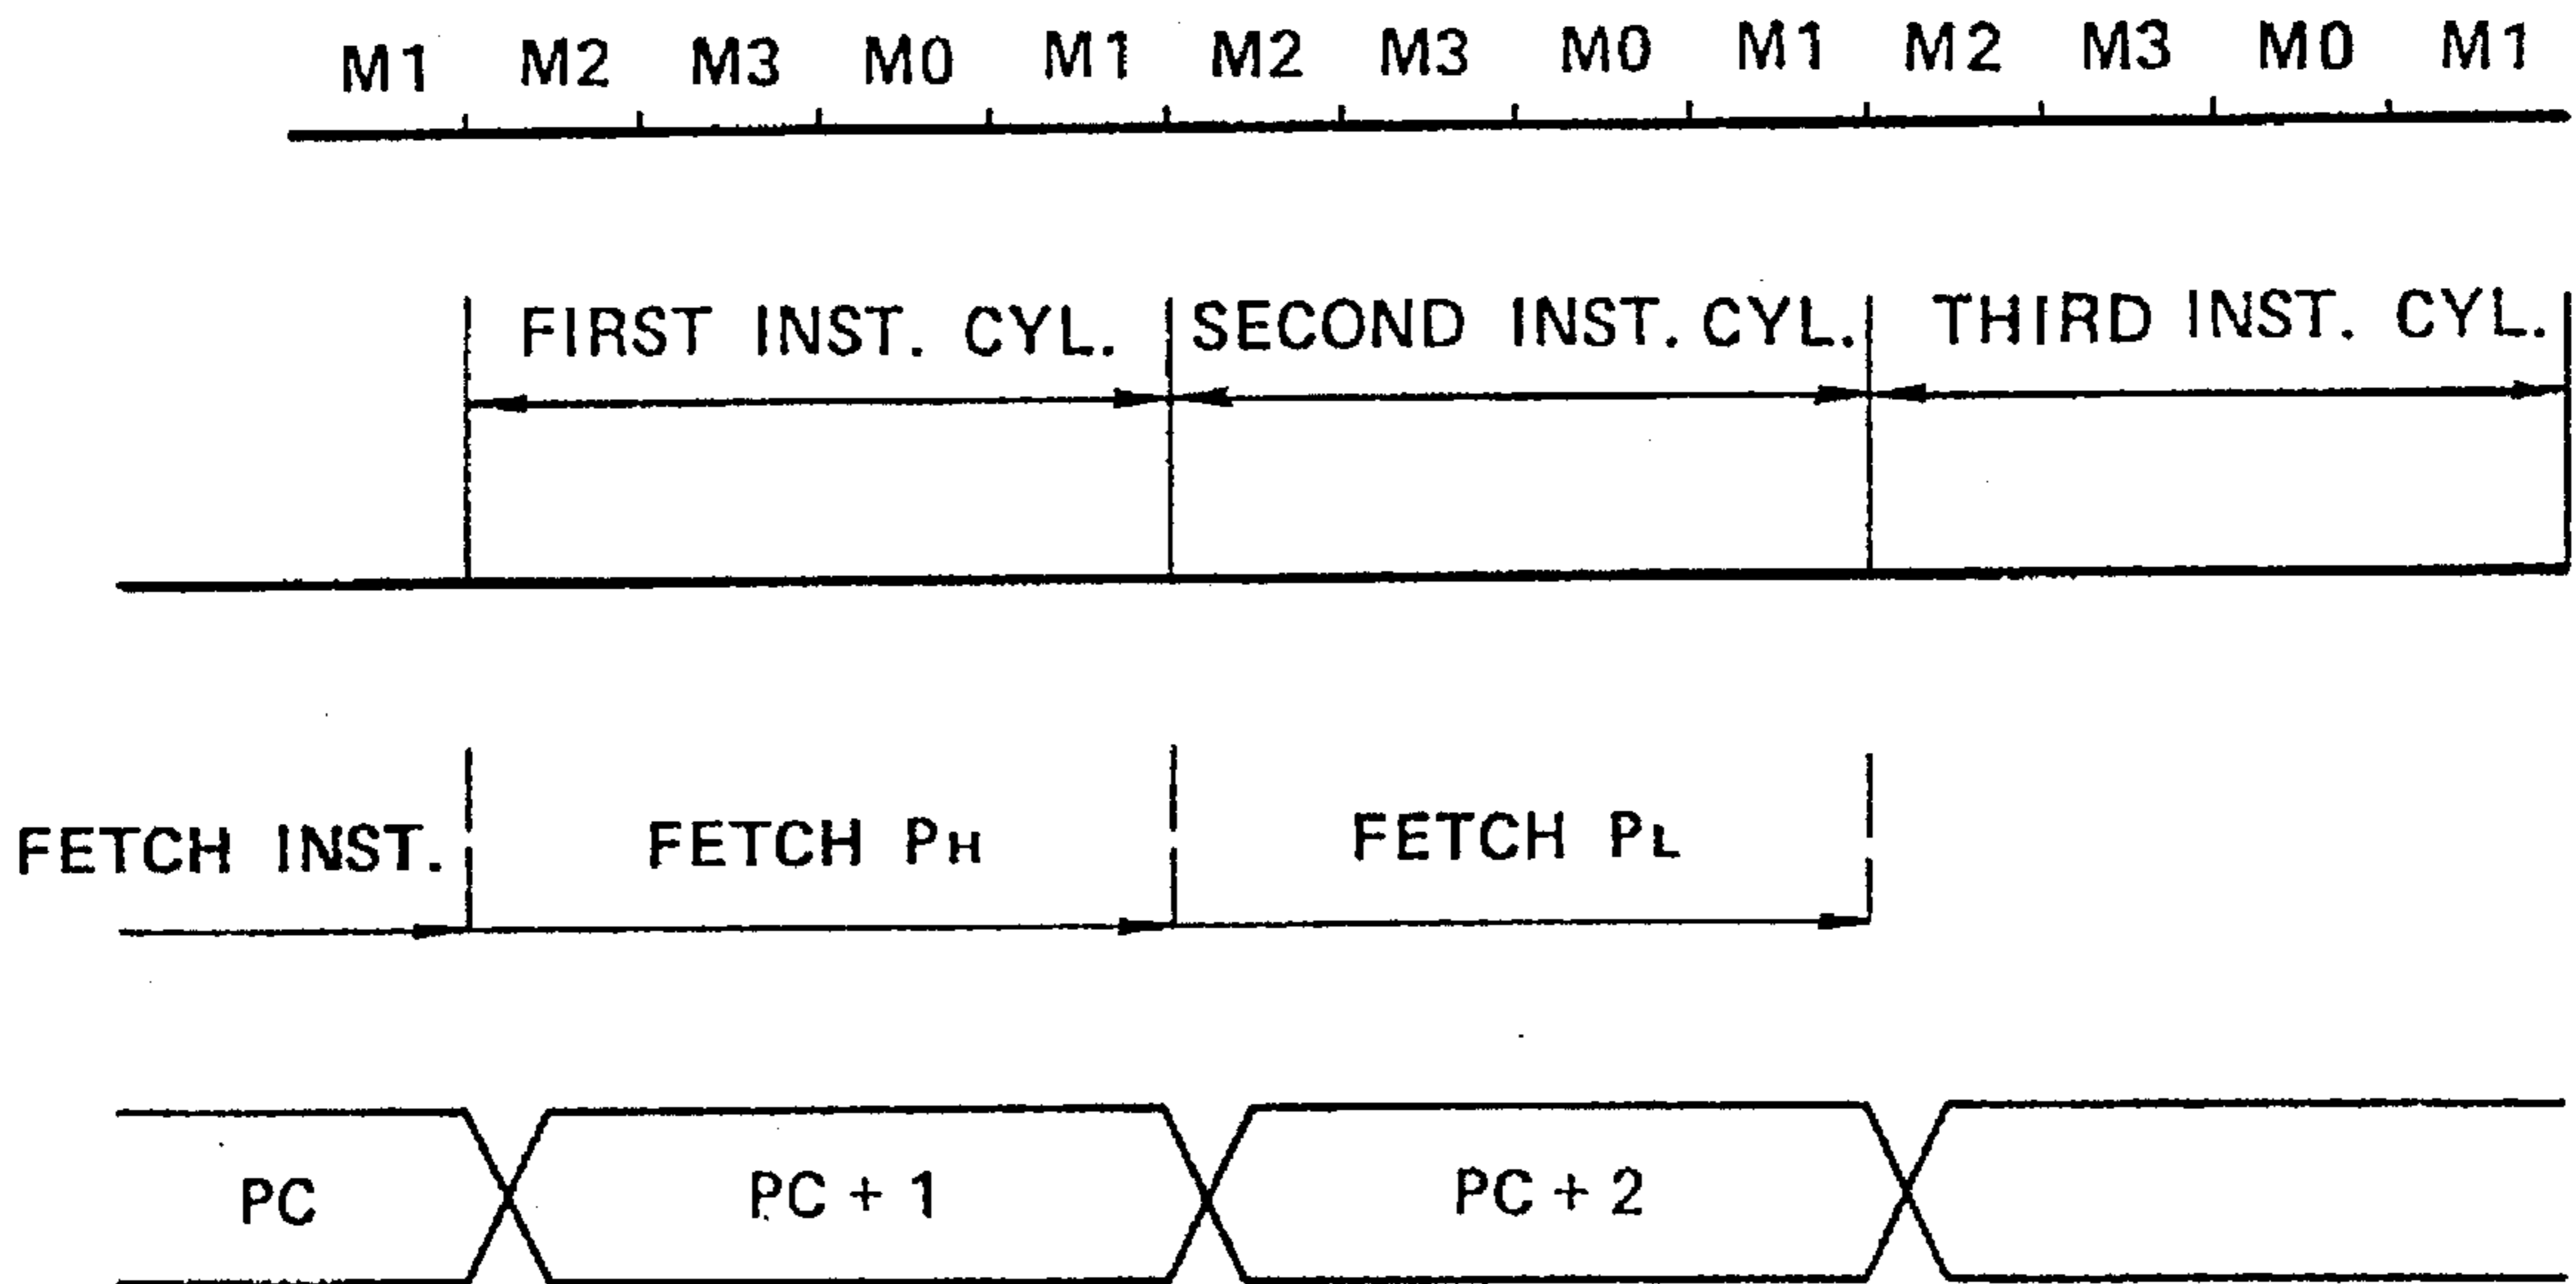 M1 M2 M3 M0 M1 M2 M3 M0 M1 M2 M3 M0 M1
FIRST INST. CYL. SECOND INST. CYL. THIRD INST. CYL.
FETCH INST. FETCH PH FETCH PL
PC PC + 1 PC + 2